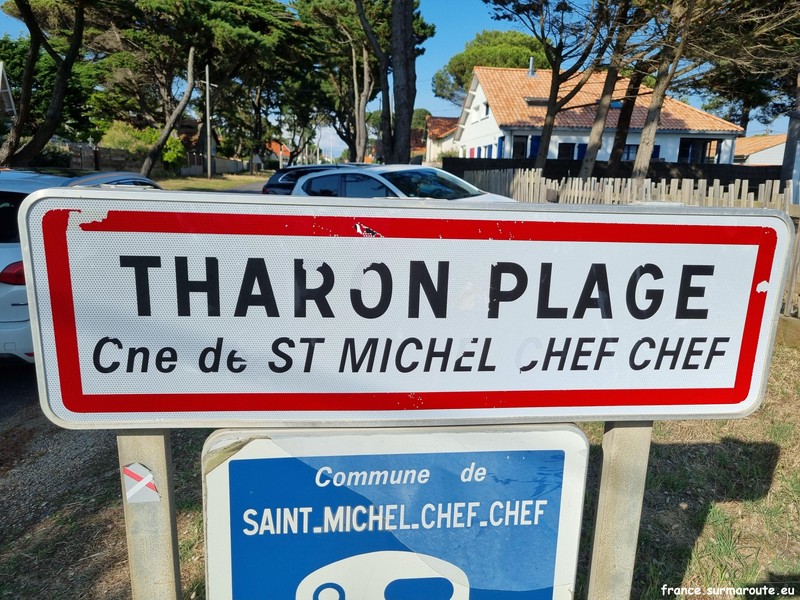 THARON PLAGE
Cne de ST MICHEL CHEF CHEF
Commune de
SAINT-MICHEL-CHEF-CHEF
france.surmaroute.eu